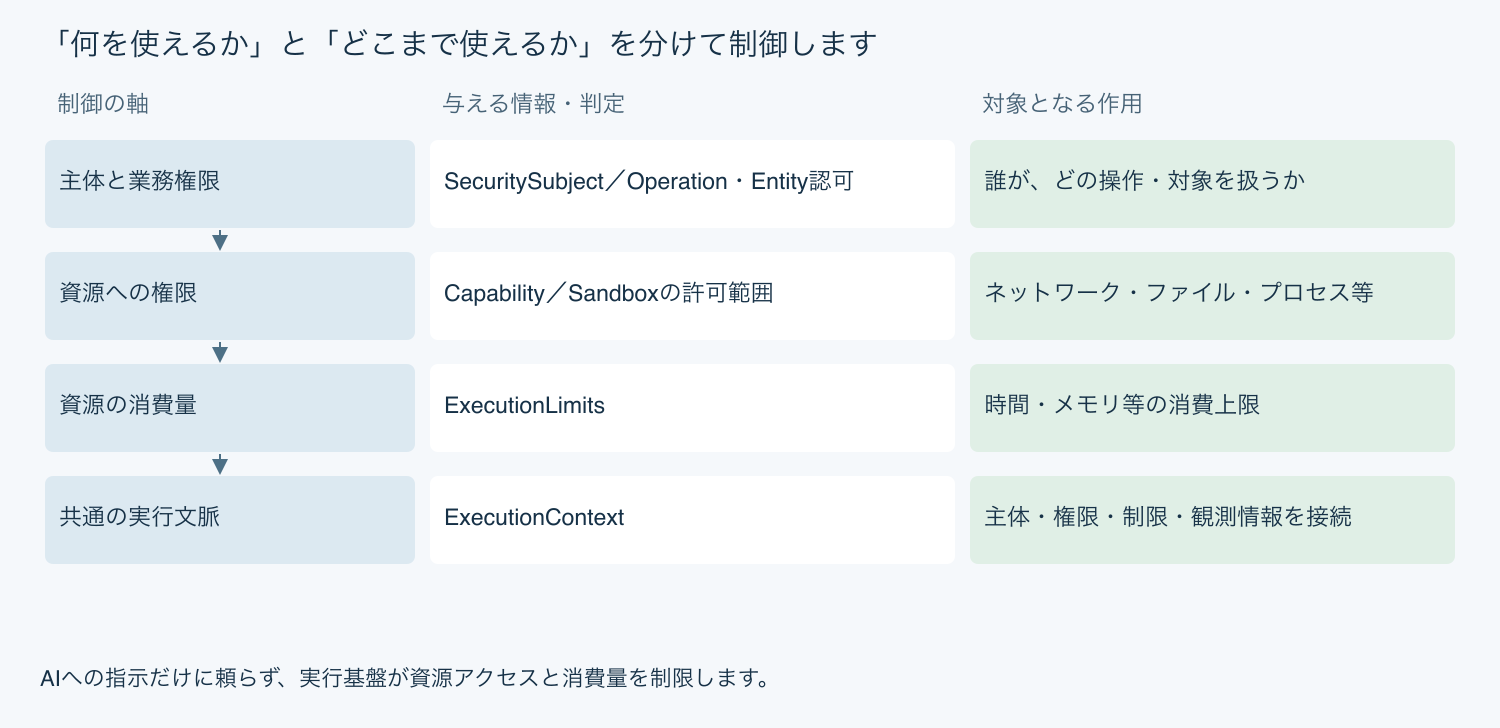 「何を使えるか」と「どこまで使えるか」を分けて制御します
制御の軸
与える情報・判定
対象となる作用
主体と業務権限
SecuritySubject／Operation・Entity認可
誰が、どの操作・対象を扱うか
資源への権限
Capability／Sandboxの許可範囲
ネットワーク・ファイル・プロセス等
資源の消費量
ExecutionLimits
時間・メモリ等の消費上限
共通の実行文脈
ExecutionContext
主体・権限・制限・観測情報を接続
AIへの指示だけに頼らず、実行基盤が資源アクセスと消費量を制限します。